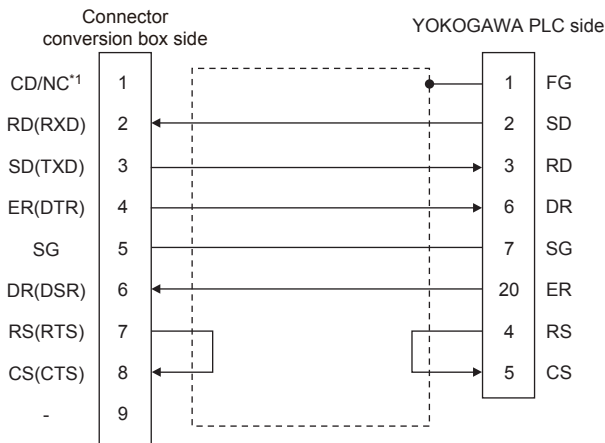 Connector
conversion box side
YOKOGAWA PLC side
CD/NC*1 1 1 FG
RD(RXD) 2 2 SD
SD(TXD) 3 3 RD
ER(DTR) 4 6 DR
SG 5 7 SG
DR(DSR) 6 20 ER
RS(RTS) 7 4 RS
CS(CTS) 8 5 CS
- 9